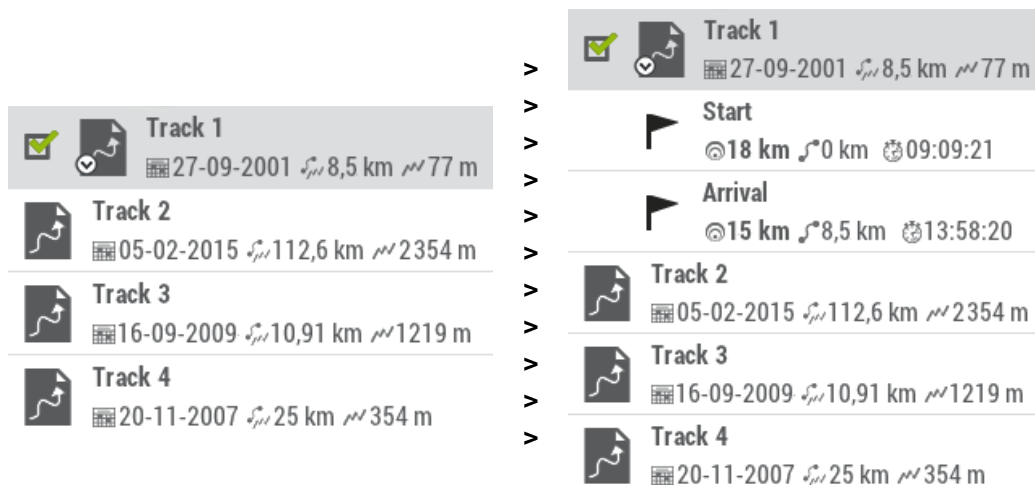 Track 1
27-09-2001 8,5 km 77 m
Track 2
05-02-2015 112,6 km 2354 m
Track 3
16-09-2009 10,91 km 1219 m
Track 4
20-11-2007 25 km 354 m
>
>
>
>
>
>
>
>
>
>
>
Track 1
27-09-2001 8,5 km 77 m
Start
18 km 0 km 09:09:21
Arrival
15 km 8,5 km 13:58:20
Track 2
05-02-2015 112,6 km 2354 m
Track 3
16-09-2009 10,91 km 1219 m
Track 4
20-11-2007 25 km 354 m